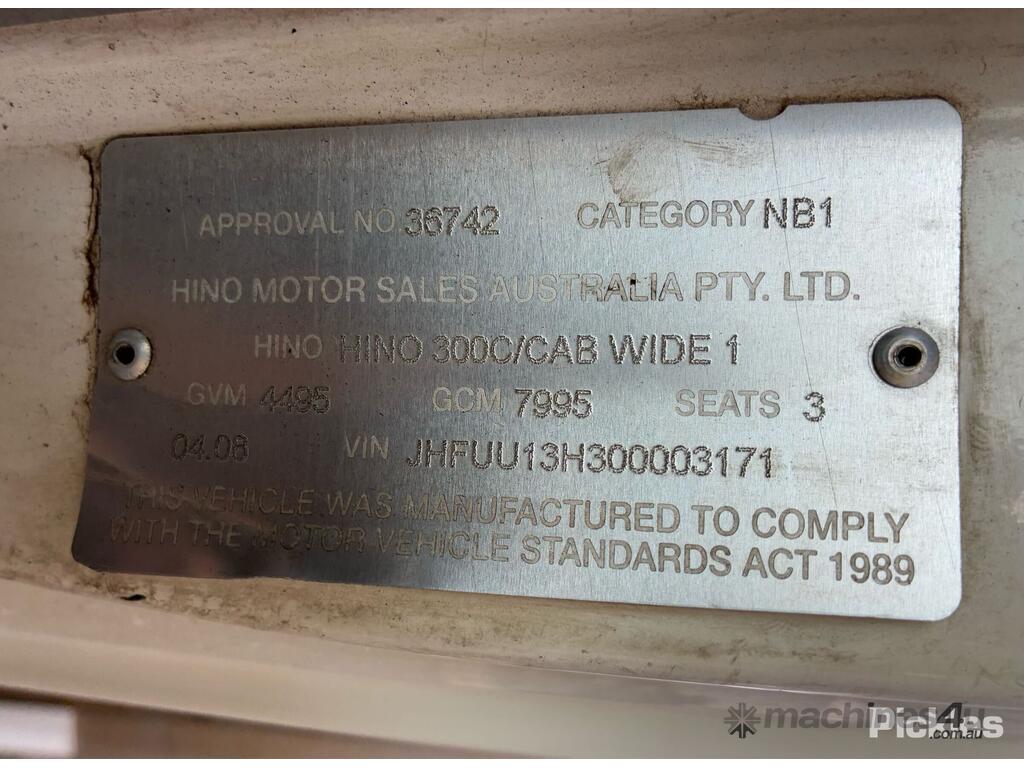 APPROVAL NO. 36742 CATEGORY NB1
HINO MOTOR SALES AUSTRALIA PTY. LTD.
HINO HINO 300C/CAB WIDE 1
GVM 4495 GCM 7995 SEATS 3
04.08 VIN JHFUU13H300003171
THIS VEHICLE WAS MANUFACTURED TO COMPLY
WITH THE MOTOR VEHICLE STANDARDS ACT 1989
machines4u
.com.au
Pickles